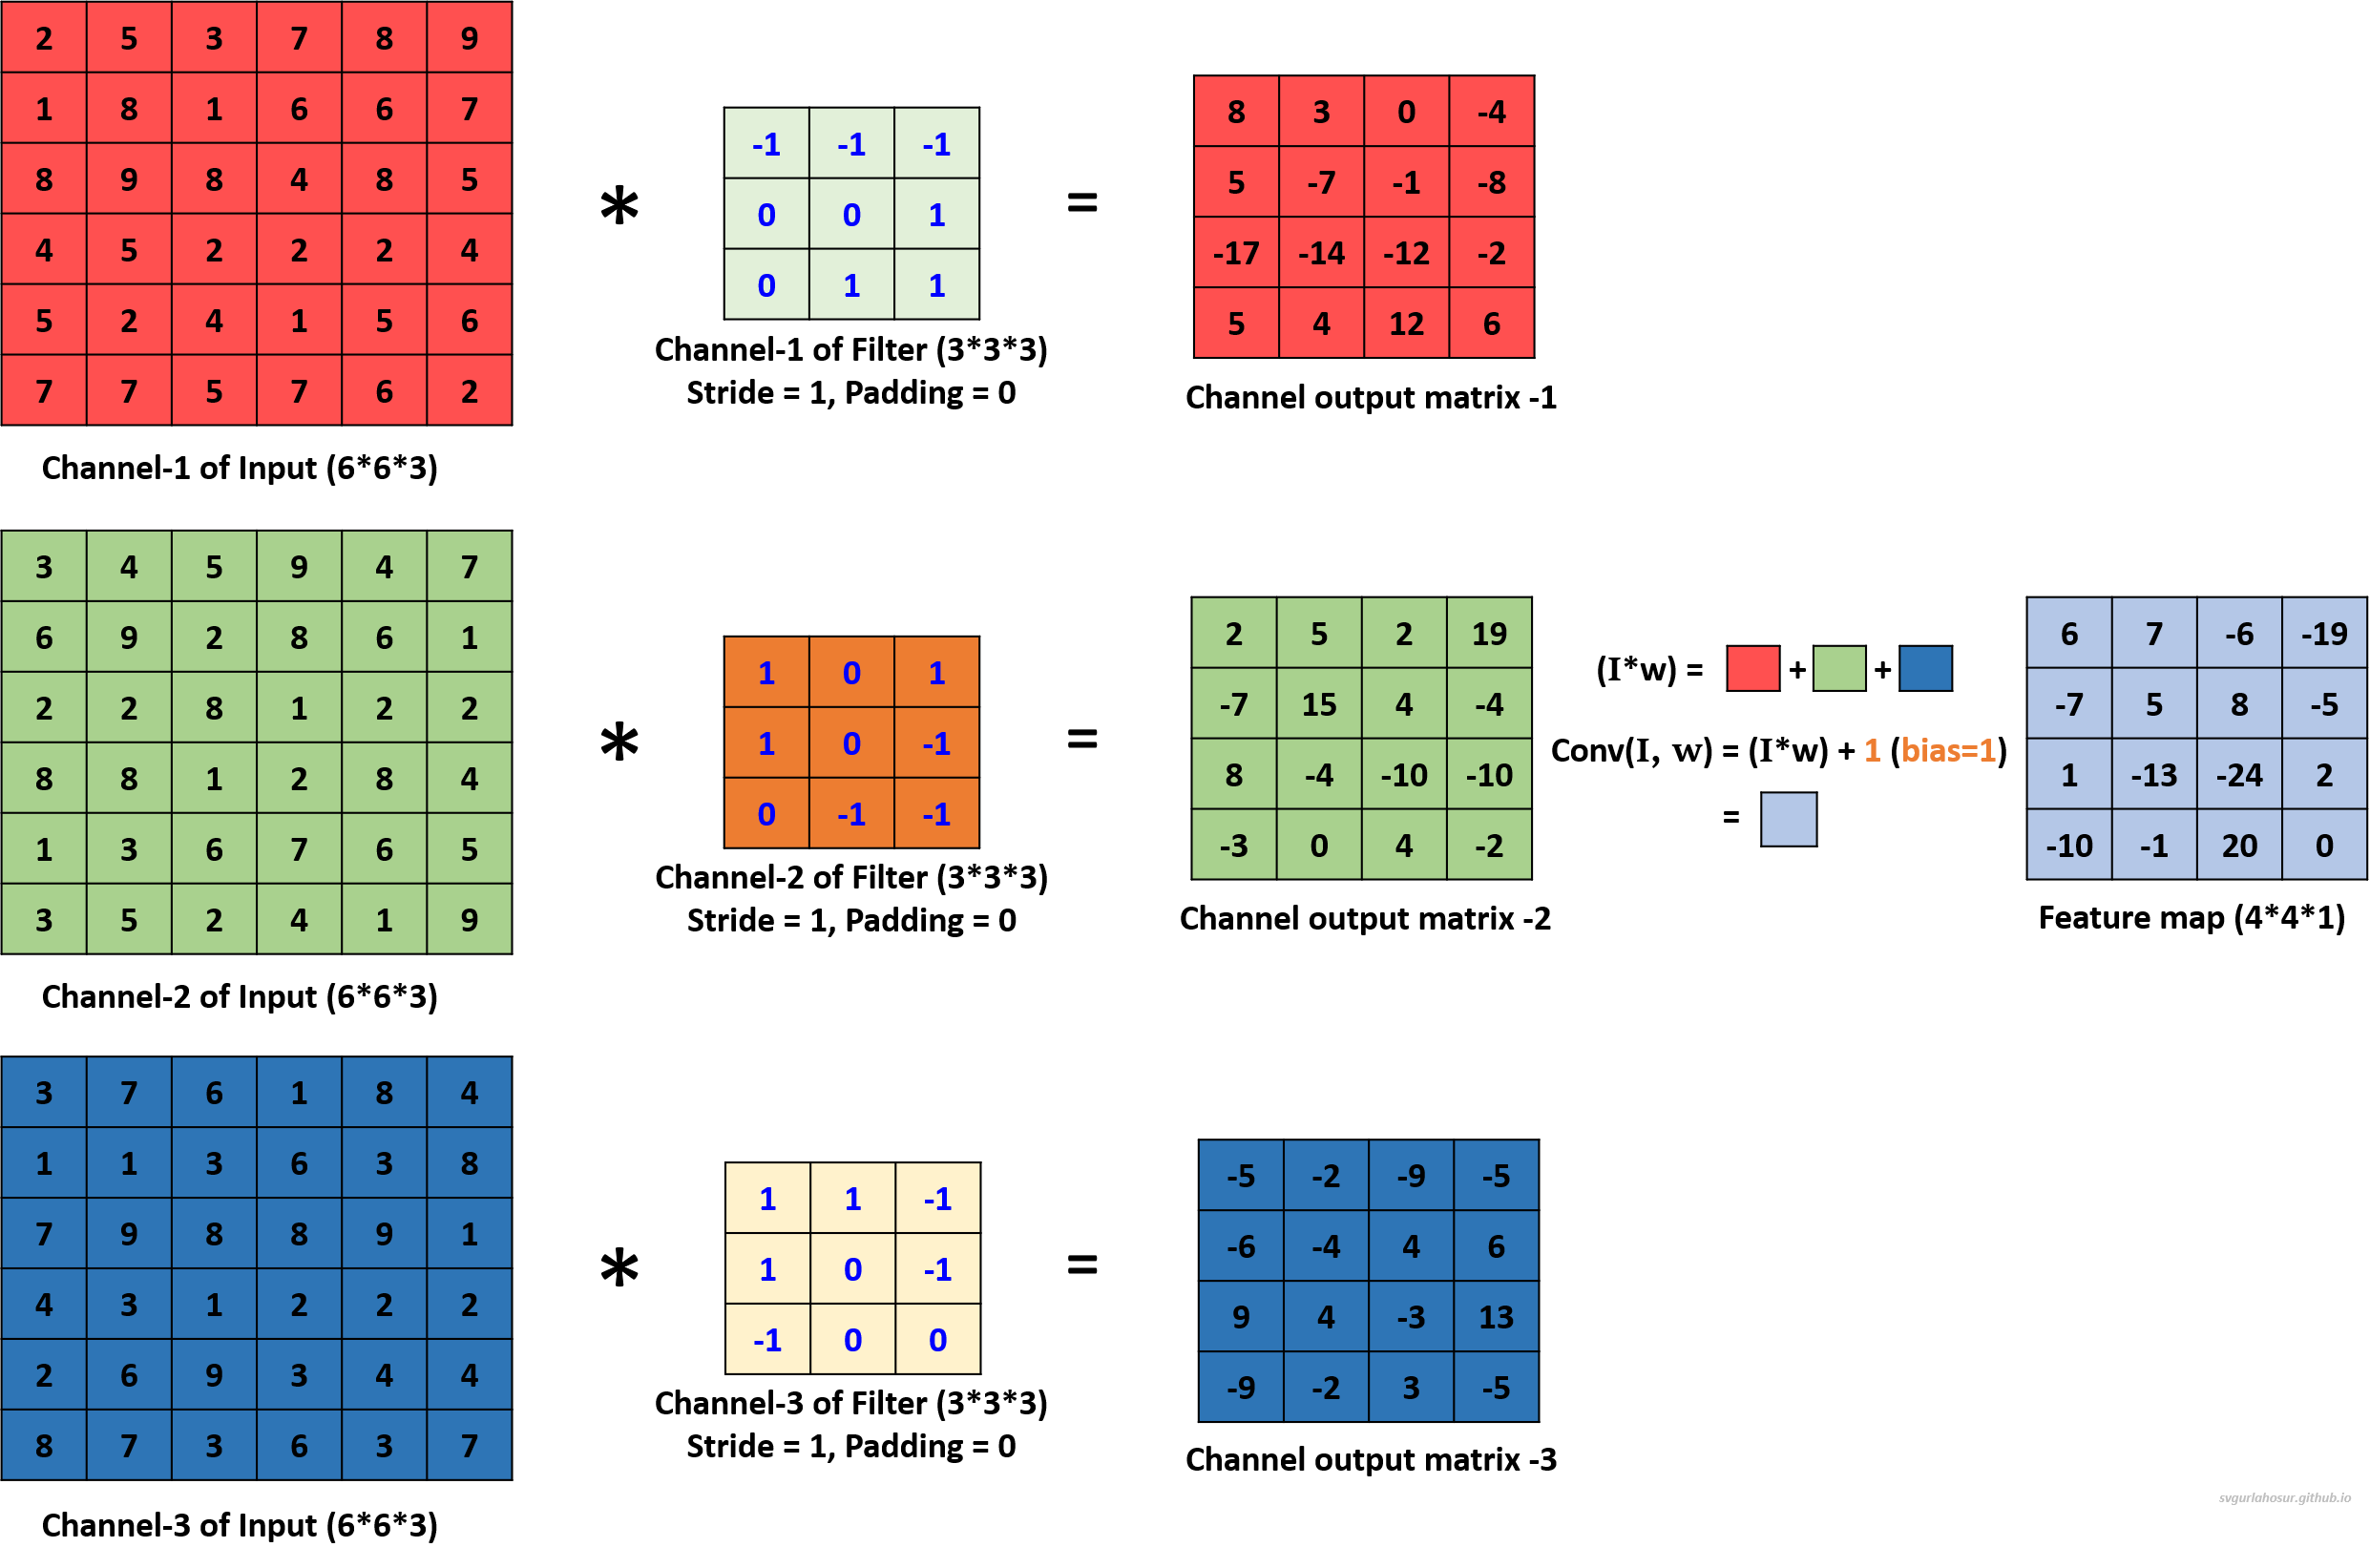 2 5 3 7 8 9
1 8 1 6 6 7
8 9 8 4 8 5
4 5 2 2 2 4
5 2 4 1 5 6
7 7 5 7 6 2
Channel-1 of Input (6*6*3)
*
-1 -1 -1
0 0 1
0 1 1
Channel-1 of Filter (3*3*3)
Stride = 1, Padding = 0
=
8 3 0 -4
5 -7 -1 -8
-17 -14 -12 -2
5 4 12 6
Channel output matrix -1
3 4 5 9 4 7
6 9 2 8 6 1
2 2 8 1 2 2
8 8 1 2 8 4
1 3 6 7 6 5
3 5 2 4 1 9
Channel-2 of Input (6*6*3)
*
1 0 1
1 0 -1
0 -1 -1
Channel-2 of Filter (3*3*3)
Stride = 1, Padding = 0
=
2 5 2 19
-7 15 4 -4
8 -4 -10 -10
-3 0 4 -2
Channel output matrix -2
(I*w) = + +
Conv(I, w) = (I*w) + 1 (bias=1)
=
6 7 -6 -19
-7 5 8 -5
1 -13 -24 2
-10 -1 20 0
Feature map (4*4*1)
3 7 6 1 8 4
1 1 3 6 3 8
7 9 8 8 9 1
4 3 1 2 2 2
2 6 9 3 4 4
8 7 3 6 3 7
Channel-3 of Input (6*6*3)
*
1 1 -1
1 0 -1
-1 0 0
Channel-3 of Filter (3*3*3)
Stride = 1, Padding = 0
=
-5 -2 -9 -5
-6 -4 4 6
9 4 -3 13
-9 -2 3 -5
Channel output matrix -3
svgurlahosur.github.io